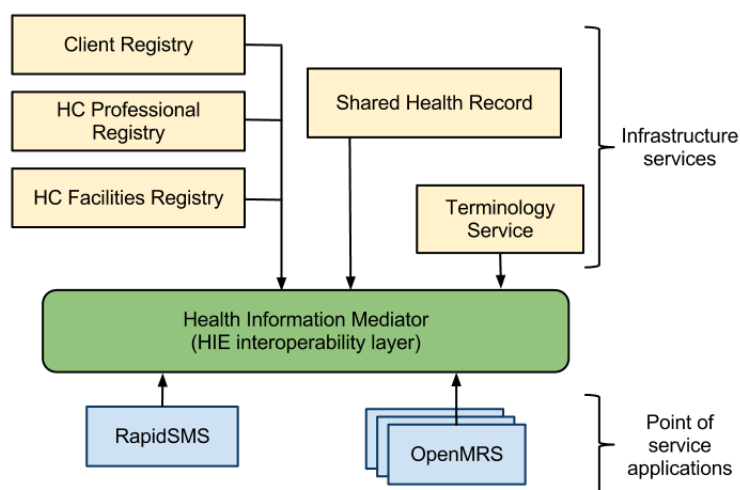 Client Registry
HC Professional
Registry
HC Facilities Registry
Shared Health Record
Terminology
Service
Infrastructure
services
Health Information Mediator
(HIE interoperability layer)
RapidSMS
OpenMRS
Point of
service
applications